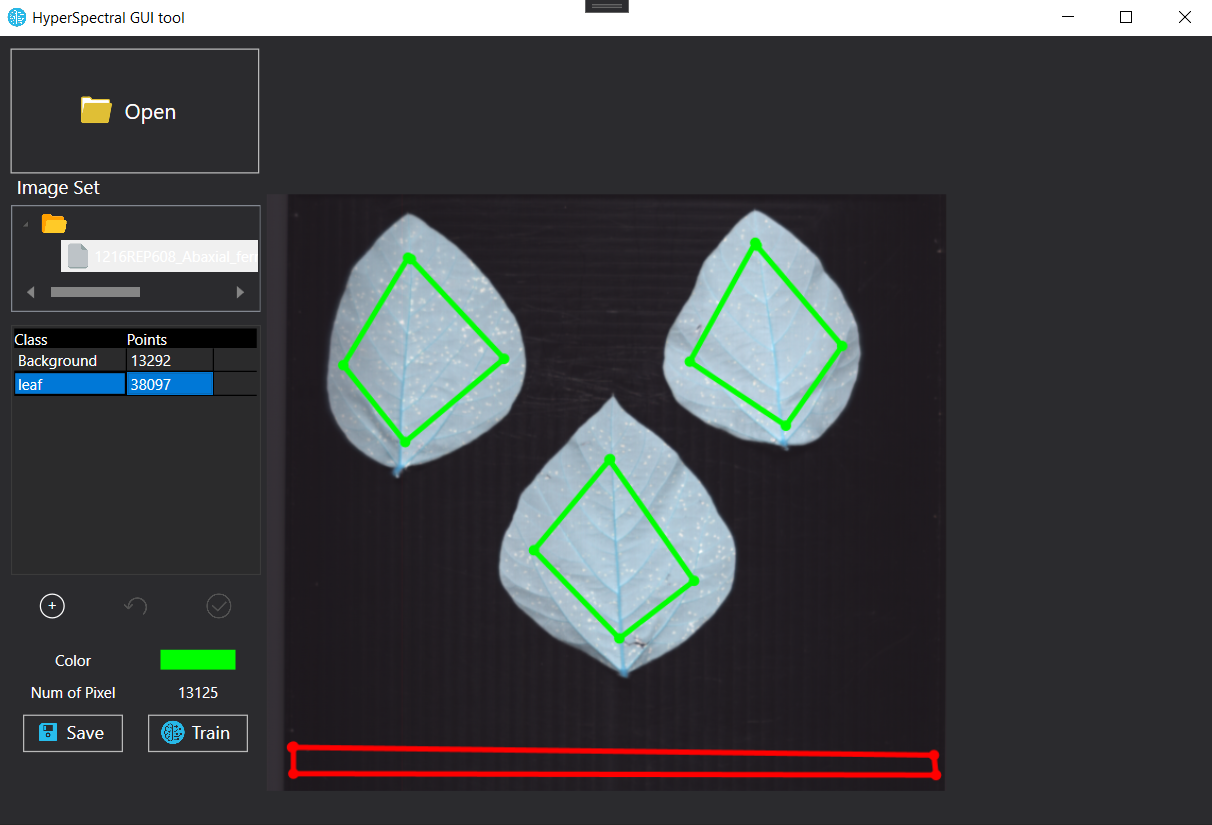 HyperSpectral GUI tool
Open
Image Set
1216REP608_Abaxial_fer
Class Points
Background 13292
leaf 38097
Color
Num of Pixel 13125
Save Train